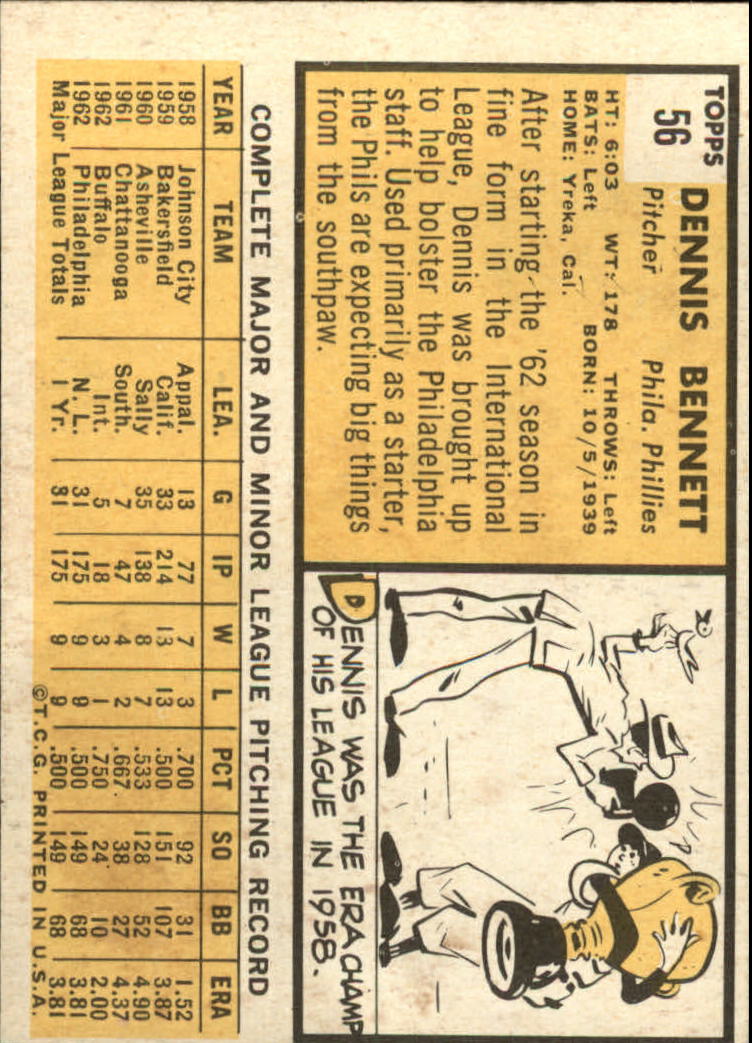 TOPPS
56
DENNIS BENNETT
Pitcher Phila. Phillies
HT: 6:03 WT: 178 THROWS: Left
BATS: Left BORN: 10/5/1939
HOME: Yreka, Cal.
After starting the '62 season in
fine form in the International
League, Dennis was brought up
to help bolster the Philadelphia
staff. Used primarily as a starter,
the Phils are expecting big things
from the southpaw.
DENNIS WAS THE ERA CHAMP
OF HIS LEAGUE IN 1958.
COMPLETE MAJOR AND MINOR LEAGUE PITCHING RECORD
YEAR TEAM LEA. G IP W L PCT SO BB ERA
1958 Johnson City Appal. 13 77 7 3 .700 92 31 1.52
1959 Bakersfield Calif. 33 214 13 13 .500 151 107 3.87
1960 Asheville Sally 35 138 8 7 .533 128 52 4.90
1961 Chattanooga South. 7 47 4 2 .667 38 27 4.37
1962 Buffalo Int. 5 18 3 1 .750 24 10 2.00
1962 Philadelphia N. L. 31 175 9 9 .500 149 68 3.81
Major League Totals 1 Yr. 31 175 9 9 .500 149 68 3.81
©T.C.G. PRINTED IN U.S.A.